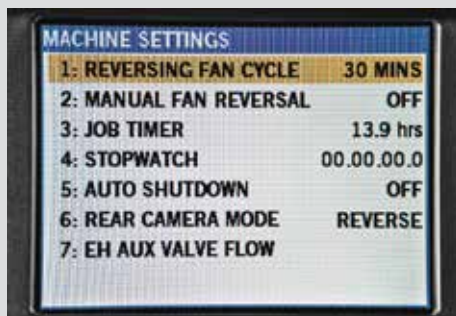 MACHINE SETTINGS
1: REVERSING FAN CYCLE 30 MINS
2: MANUAL FAN REVERSAL OFF
3: JOB TIMER 13.9 hrs
4: STOPWATCH 00.00.00.0
5: AUTO SHUTDOWN OFF
6: REAR CAMERA MODE REVERSE
7: EH AUX VALVE FLOW